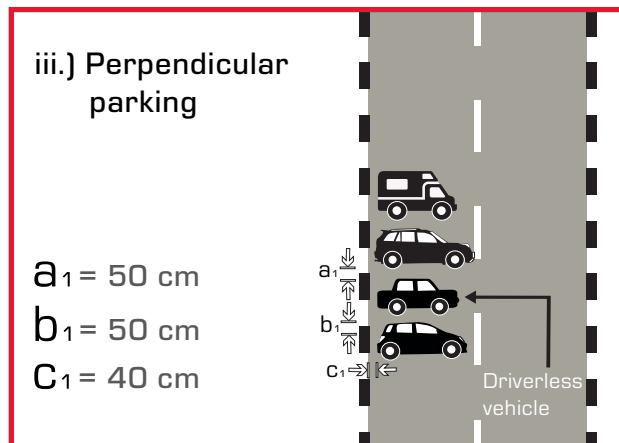 iii.) Perpendicular
parking
a1 = 50 cm
b1 = 50 cm
c1 = 40 cm
a1
b1
c1
Driverless
vehicle